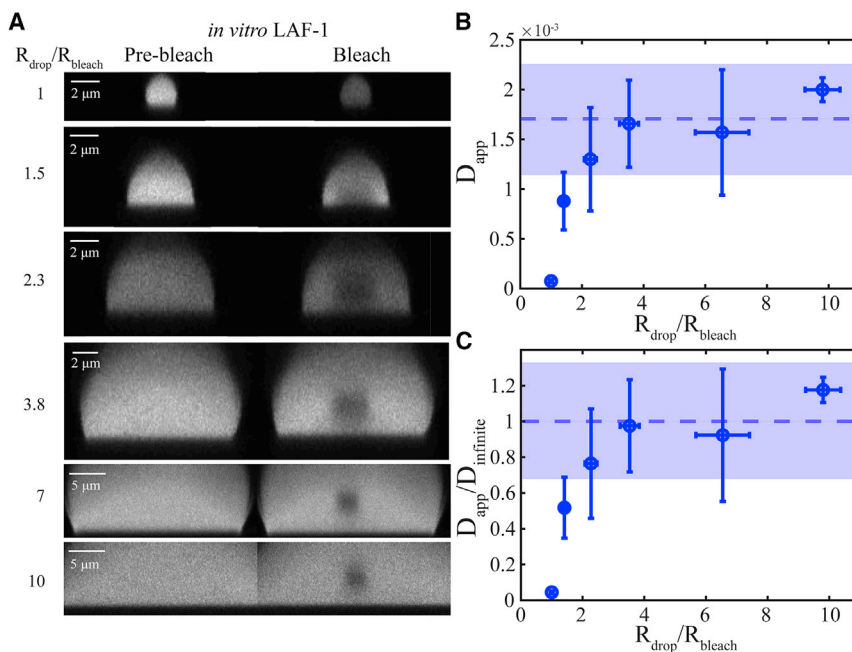 A
in vitro LAF-1
R_drop/R_bleach
Pre-bleach
Bleach
1
2 μm
1.5
2 μm
2.3
2 μm
3.8
2 μm
7
5 μm
10
5 μm
B
×10⁻³
2.5
2
1.5
1
0.5
0
D_app
0 2 4 6 8 10
R_drop/R_bleach
C
1.2
1
0.8
0.6
0.4
0.2
0
D_app/D_infinite
0 2 4 6 8 10
R_drop/R_bleach